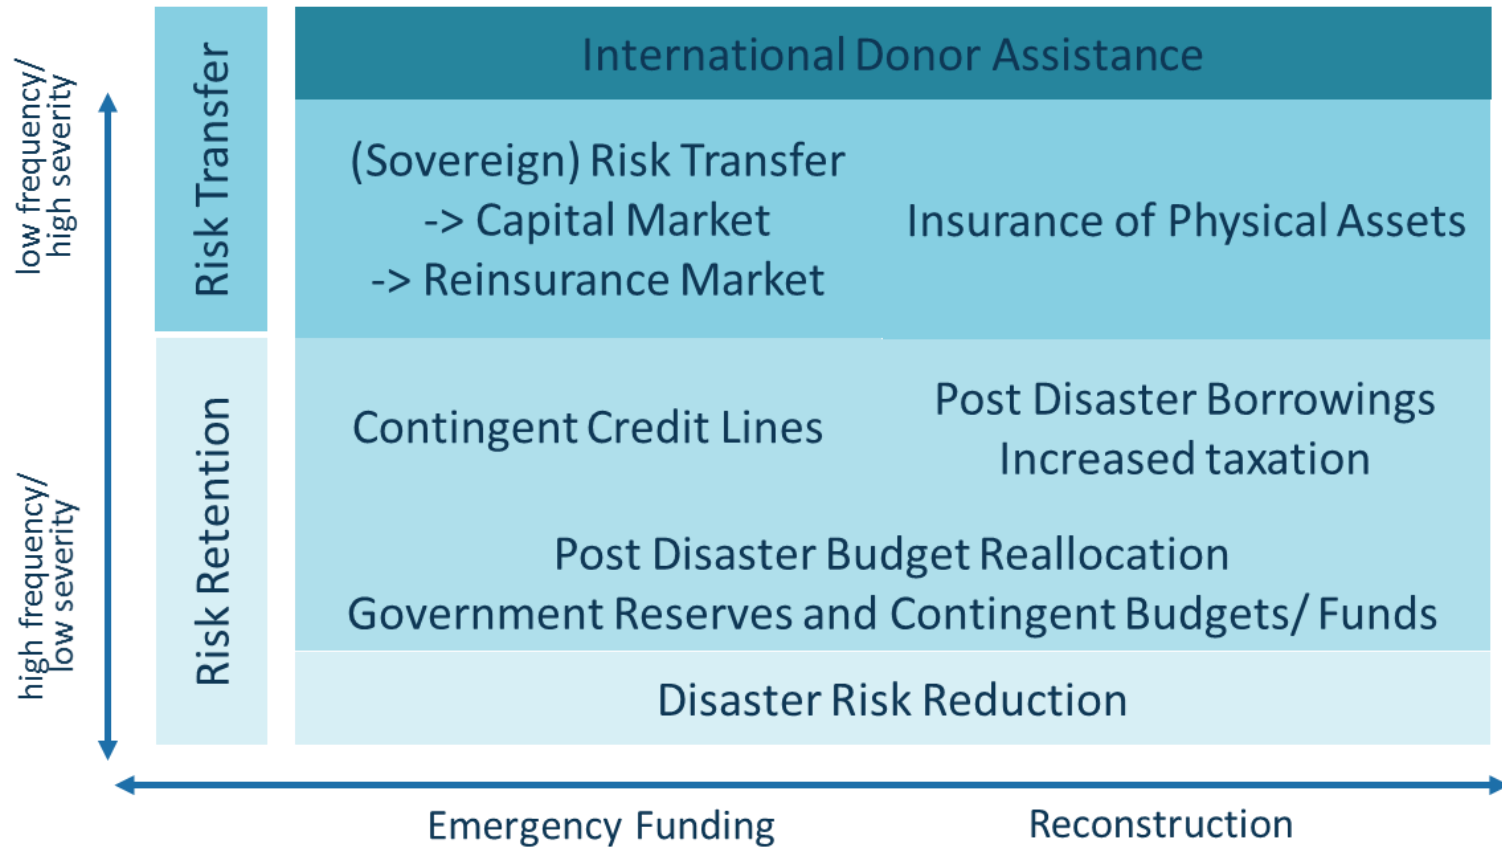 low frequency/
high severity
Risk Transfer
International Donor Assistance
(Sovereign) Risk Transfer
-> Capital Market
-> Reinsurance Market
Insurance of Physical Assets
high frequency/
low severity
Risk Retention
Contingent Credit Lines
Post Disaster Borrowings
Increased taxation
Post Disaster Budget Reallocation
Government Reserves and Contingent Budgets/ Funds
Disaster Risk Reduction
Emergency Funding
Reconstruction